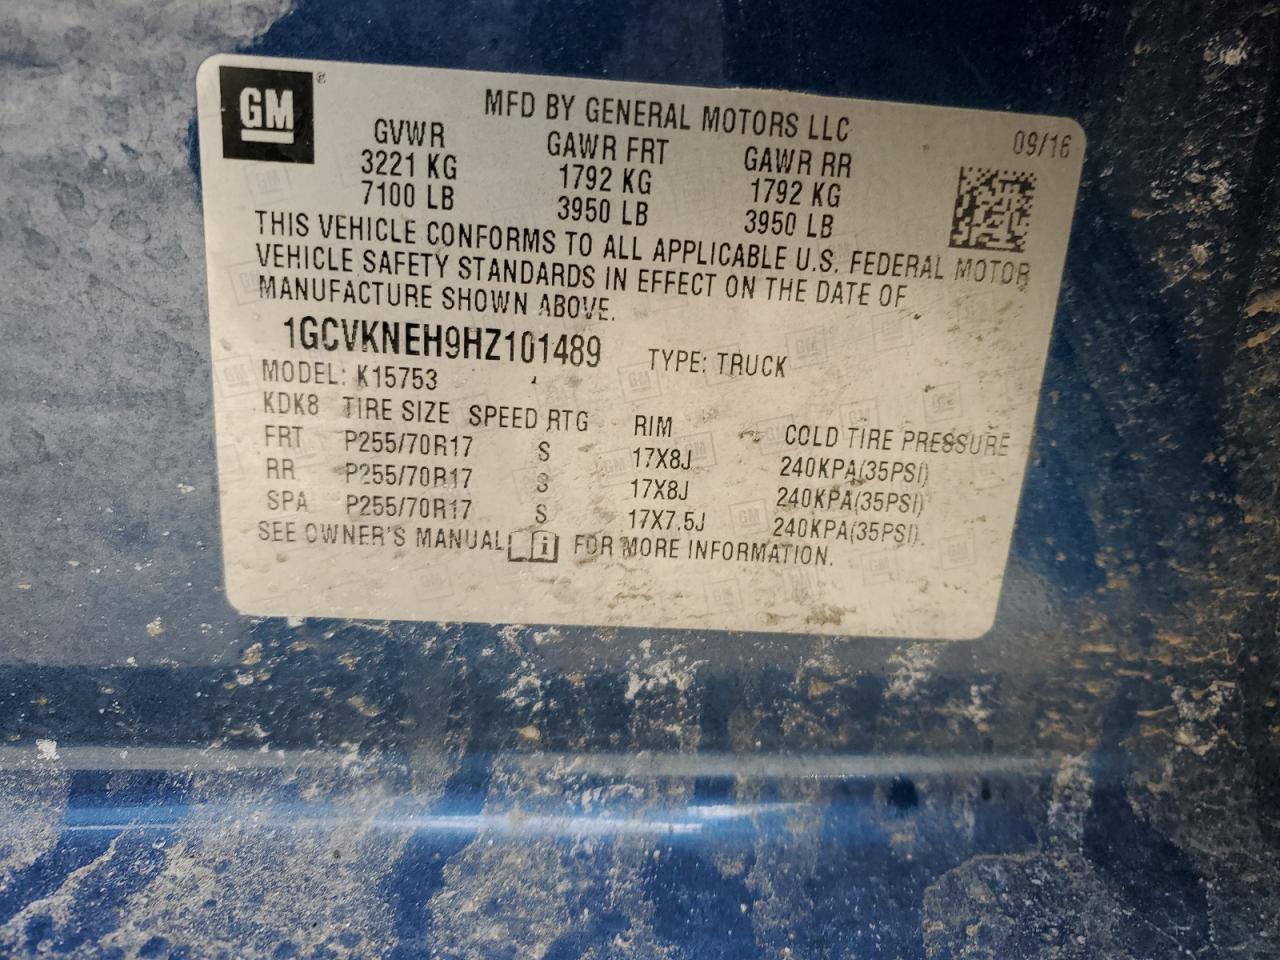 GM ®
MFD BY GENERAL MOTORS LLC
09/16
GVWR GAWR FRT GAWR RR
3221 KG 1792 KG 1792 KG
7100 LB 3950 LB 3950 LB
THIS VEHICLE CONFORMS TO ALL APPLICABLE U.S. FEDERAL MOTOR
VEHICLE SAFETY STANDARDS IN EFFECT ON THE DATE OF
MANUFACTURE SHOWN ABOVE.
1GCVKNEH9HZ101489 TYPE: TRUCK
MODEL: K15753
KDK8 TIRE SIZE SPEED RTG RIM COLD TIRE PRESSURE
FRT P255/70R17 S 17X8J 240KPA(35PSI)
RR P255/70R17 S 17X8J 240KPA(35PSI)
SPA P255/70R17 S 17X7.5J 240KPA(35PSI)
SEE OWNER'S MANUAL i FOR MORE INFORMATION.